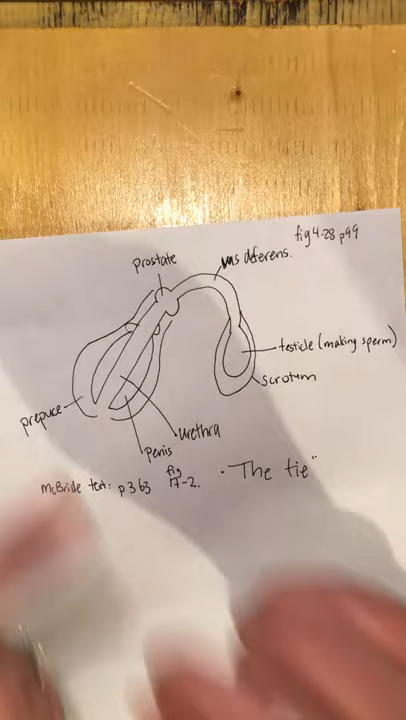 fig 4-28 p99
prostate
vas deferens.
testicle (making sperm)
scrotum
prepuce
urethra
penis
McBride text: p363 fig 17-2.
• "The tie"